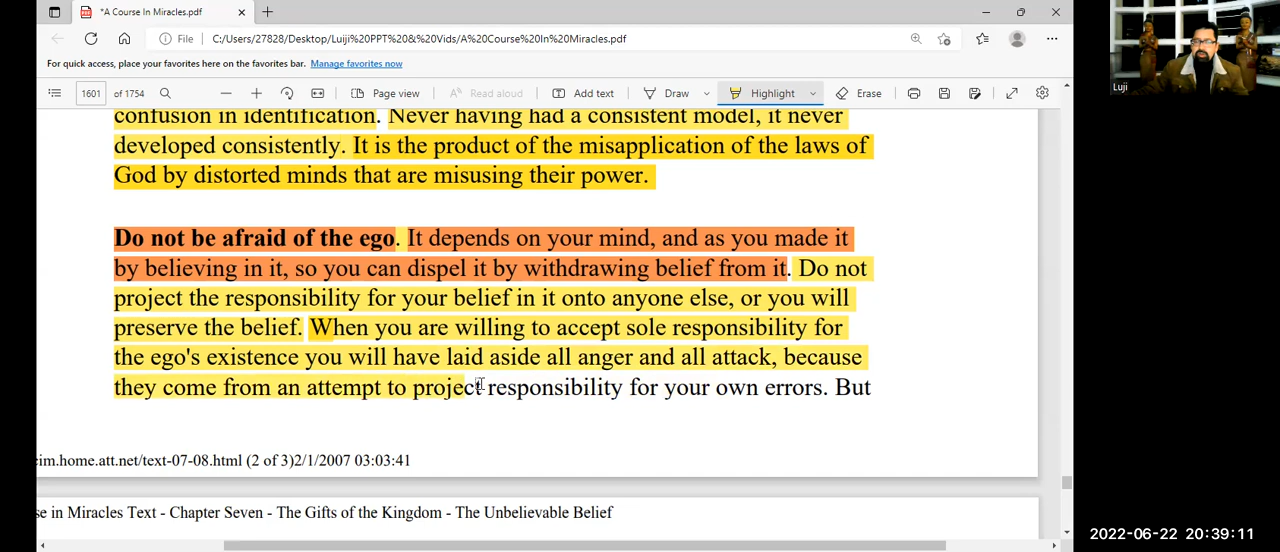 *A Course In Miracles.pdf
File C:/Users/27828/Desktop/Luiji%20PPT%20&%20Vids/A%20Course%20In%20Miracles.pdf
For quick access, place your favorites here on the favorites bar. Manage favorites now
1601 of 1754 Page view Read aloud Add text Draw Highlight Erase
confusion in identification. Never having had a consistent model, it never
developed consistently. It is the product of the misapplication of the laws of
God by distorted minds that are misusing their power.
Do not be afraid of the ego. It depends on your mind, and as you made it
by believing in it, so you can dispel it by withdrawing belief from it. Do not
project the responsibility for your belief in it onto anyone else, or you will
preserve the belief. When you are willing to accept sole responsibility for
the ego's existence you will have laid aside all anger and all attack, because
they come from an attempt to project responsibility for your own errors. But
cim.home.att.net/text-07-08.html (2 of 3)2/1/2007 03:03:41
se in Miracles Text - Chapter Seven - The Gifts of the Kingdom - The Unbelievable Belief
Luji
2022-06-22 20:39:11